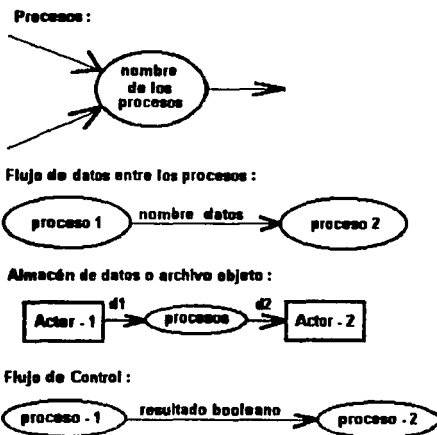 Procesos :
nombre
de los
procesos
Flujo de datos entre los procesos :
proceso 1
nombre datos
proceso 2
Almacén de datos o archivo objeto :
Actor - 1
d1
procesos
d2
Actor - 2
Flujo de Control :
proceso - 1
resultado booleano
proceso - 2